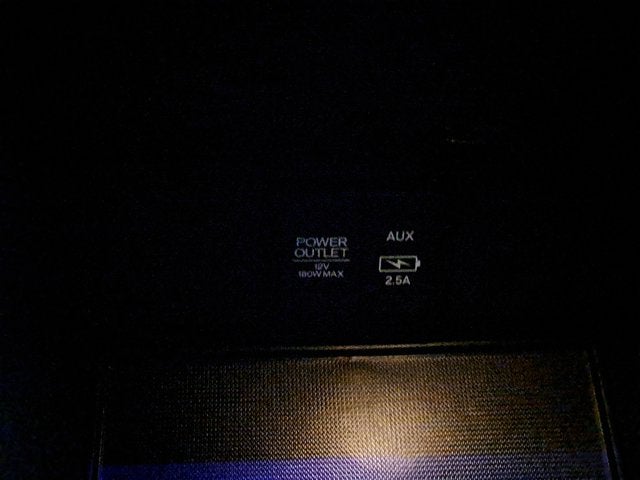 POWER
OUTLET
12V
180W MAX
AUX
2.5A